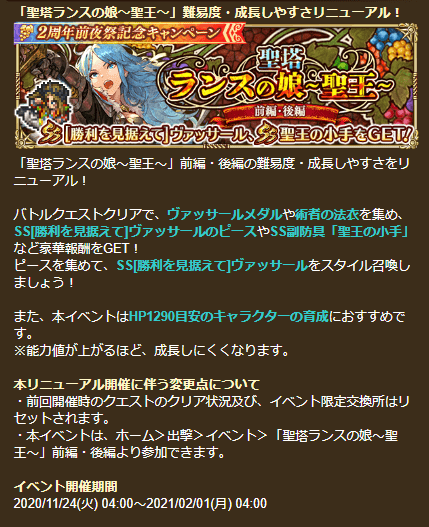 「聖塔ランスの娘～聖王～」難易度・成長しやすさリニューアル！
2周年前夜祭記念キャンペーン
聖塔
ランスの娘～聖王～
前編・後編
SS[勝利を見据えて]ヴァッサール、SS聖王の小手をGET!
「聖塔ランスの娘～聖王～」前編・後編の難易度・成長しやすさをリ
ニューアル！
バトルクエストクリアで、ヴァッサールメダルや術者の法衣を集め、
SS[勝利を見据えて]ヴァッサールのピースやSS副防具「聖王の小手」
など豪華報酬をGET！
ピースを集めて、SS[勝利を見据えて]ヴァッサールをスタイル召喚し
ましょう！
また、本イベントはHP1290目安のキャラクターの育成におすすめで
す。
※能力値が上がるほど、成長しにくくなります。
本リニューアル開催に伴う変更点について
・前回開催時のクエストのクリア状況及び、イベント限定交換所はリ
セットされます。
・本イベントは、ホーム＞出撃＞イベント＞「聖塔ランスの娘～聖
王～」前編・後編より参加できます。
イベント開催期間
2020/11/24(火) 04:00～2021/02/01(月) 04:00